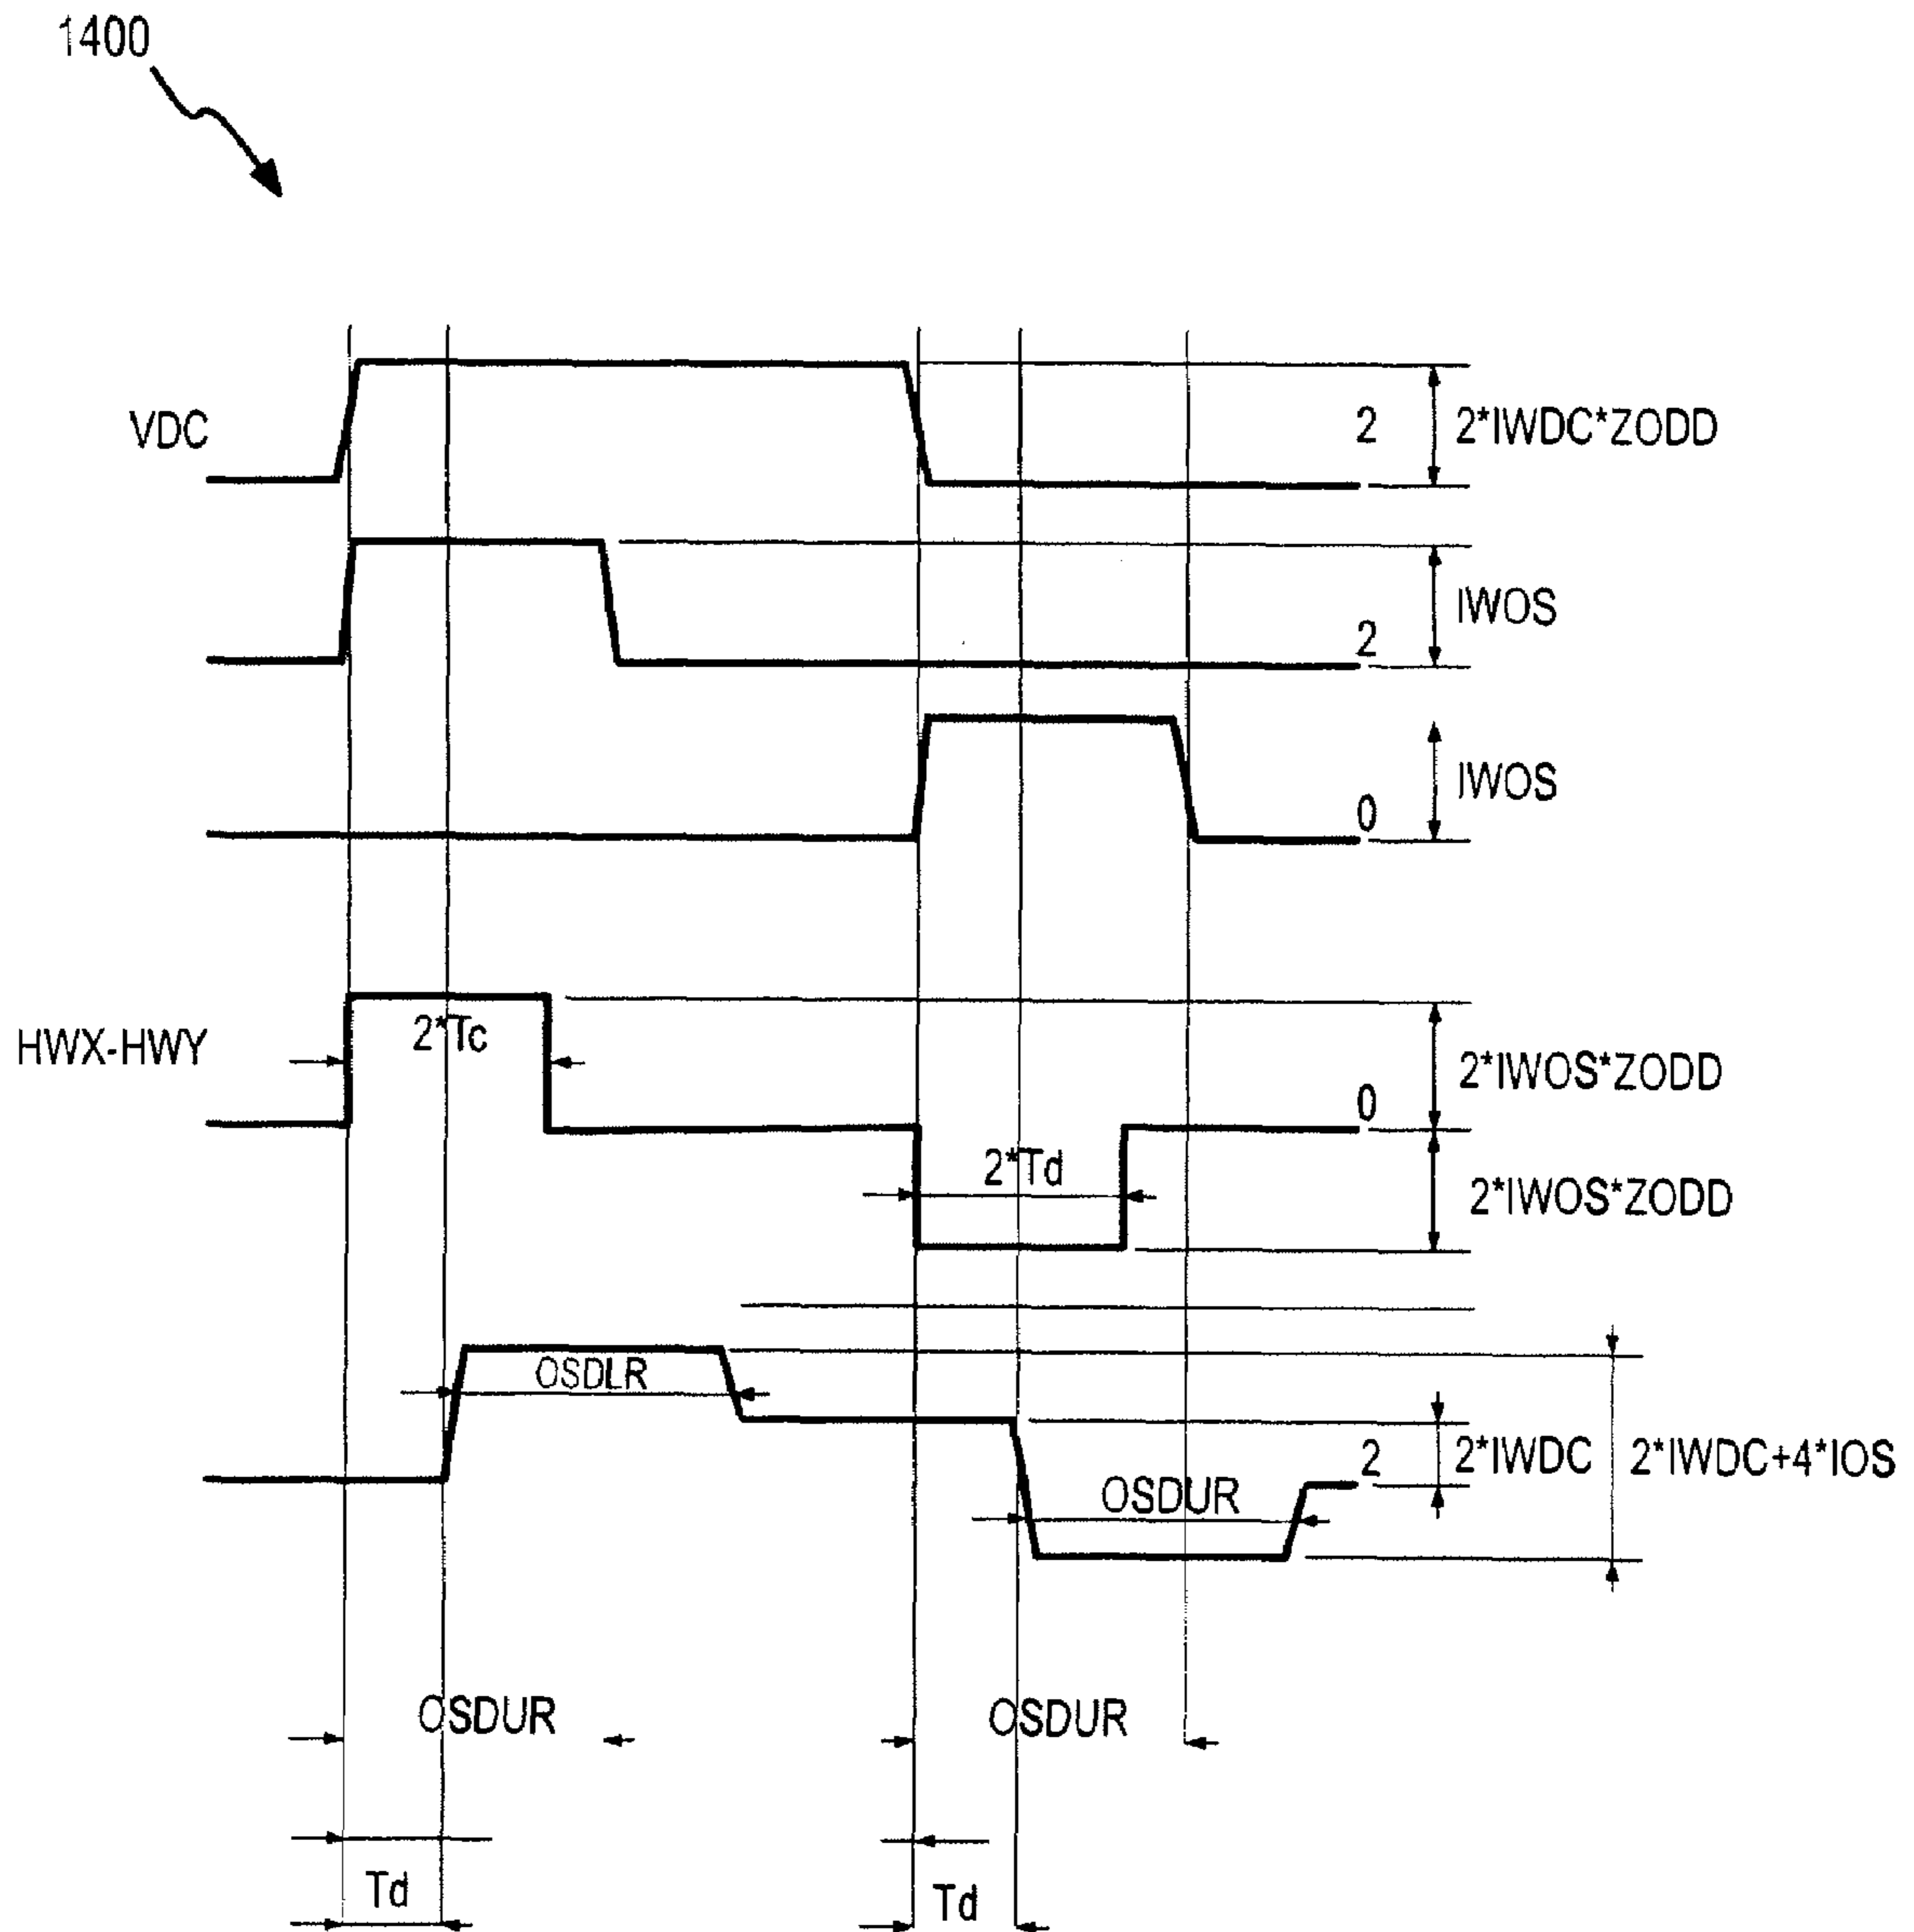 1400
VDC
2
2*IWDC*ZODD
IWOS
2
IWOS
0
HWX-HWY
2*Tc
2*IWOS*ZODD
0
2*Td
2*IWOS*ZODD
OSDLR
2
2*IWDC
2*IWDC+4*IOS
OSDUR
OSDUR
OSDUR
Td
Td